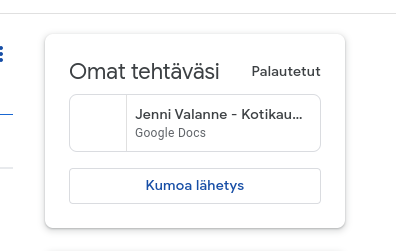 Omat tehtäväsi
Palautetut
Jenni Valanne - Kotikau...
Google Docs
Kumoa lähetys